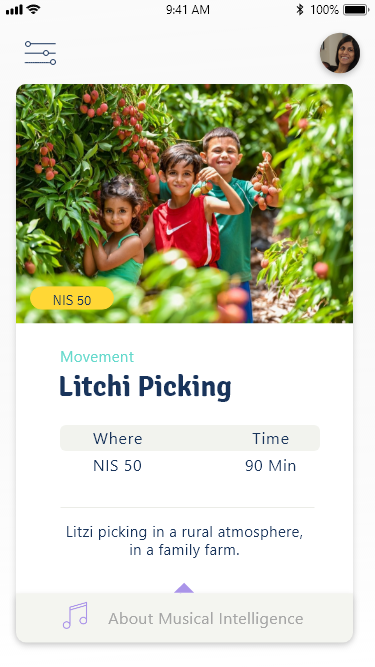 9:41 AM
100%
NIS 50
Movement
Litchi Picking
Where Time
NIS 50 90 Min
Litzi picking in a rural atmosphere,
in a family farm.
About Musical Intelligence